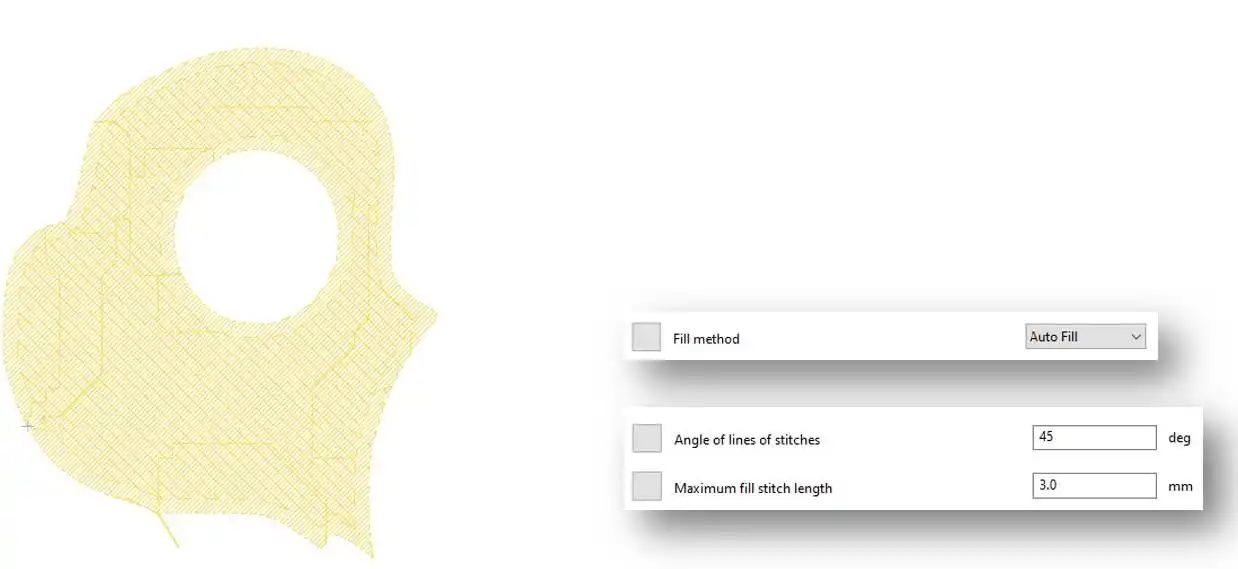 Fill method Auto Fill
Angle of lines of stitches 45 deg
Maximum fill stitch length 3.0 mm